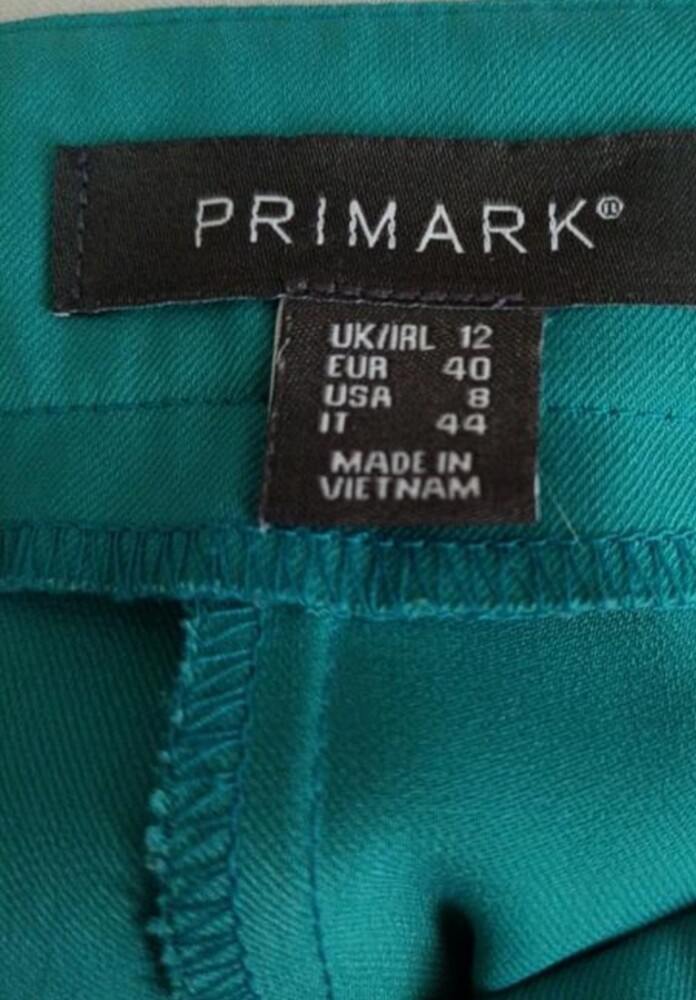 PRIMARK®
UK/IRL 12
EUR 40
USA 8
IT 44
MADE IN
VIETNAM